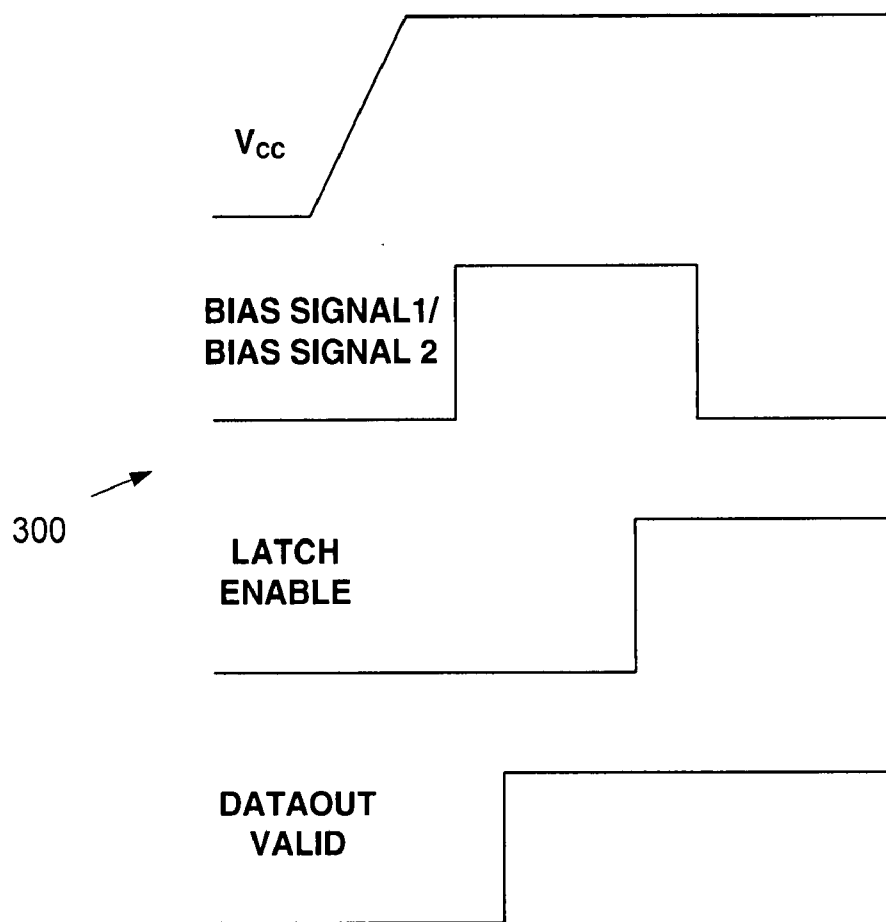 Vcc
BIAS SIGNAL1/
BIAS SIGNAL 2
300
LATCH
ENABLE
DATAOUT
VALID